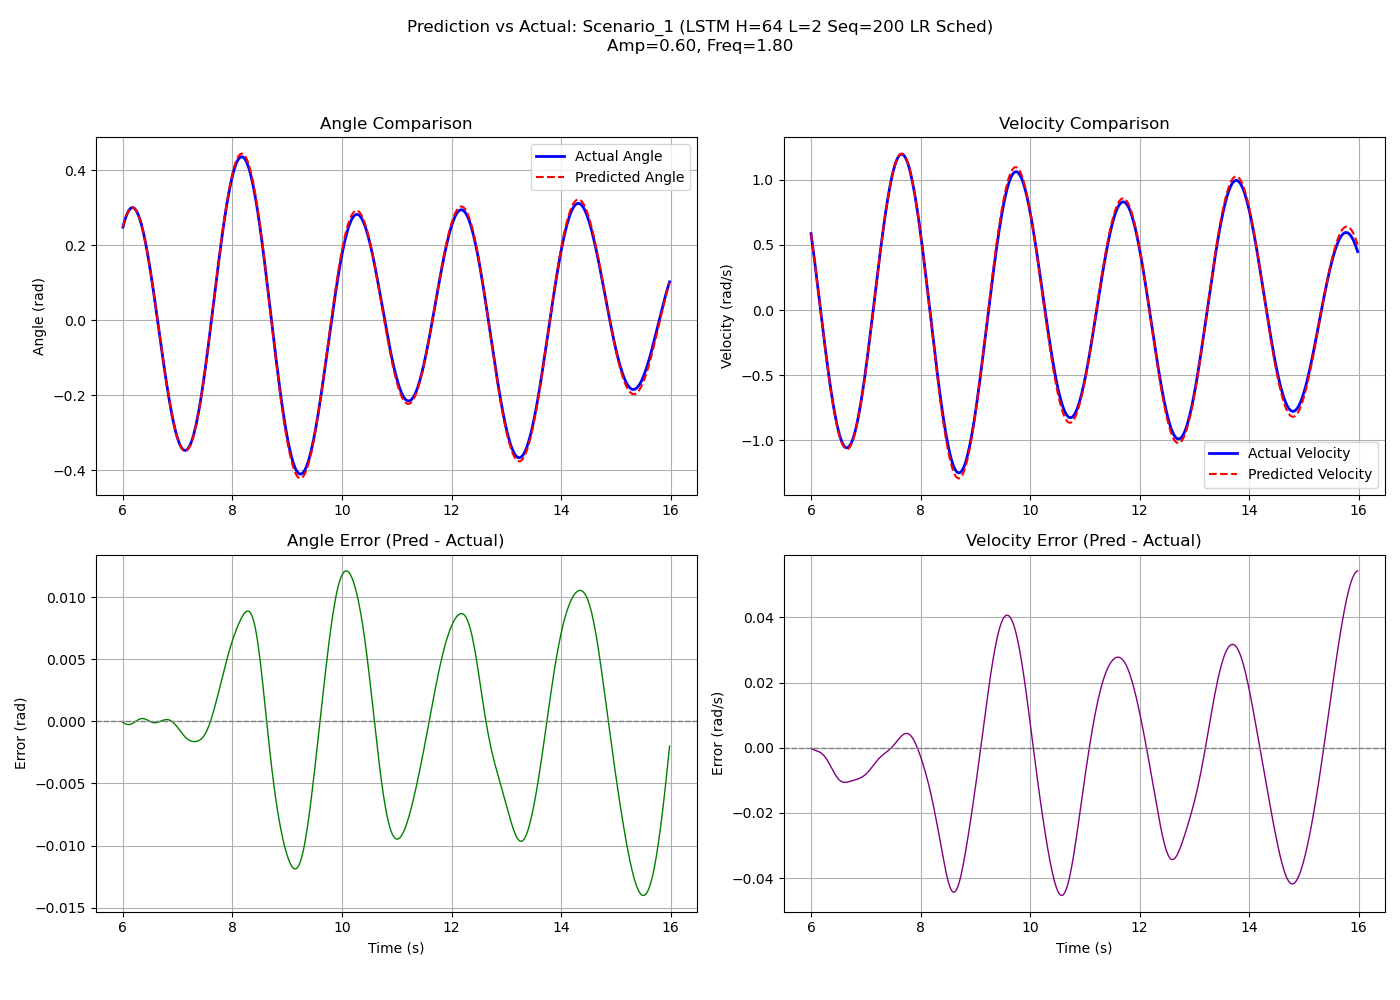 Prediction vs Actual: Scenario_1 (LSTM H=64 L=2 Seq=200 LR Sched)
Amp=0.60, Freq=1.80
Angle Comparison
Velocity Comparison
Actual Angle
Predicted Angle
Actual Velocity
Predicted Velocity
Angle (rad)
0.4
0.2
0.0
−0.2
−0.4
6
8
10
12
14
16
Velocity (rad/s)
1.0
0.5
0.0
−0.5
−1.0
6
8
10
12
14
16
Angle Error (Pred - Actual)
Velocity Error (Pred - Actual)
Error (rad)
0.010
0.005
0.000
−0.005
−0.010
−0.015
6
8
10
12
14
16
Time (s)
Error (rad/s)
0.04
0.02
0.00
−0.02
−0.04
6
8
10
12
14
16
Time (s)